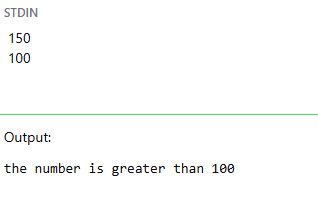 STDIN
150
100
Output:
the number is greater than 100